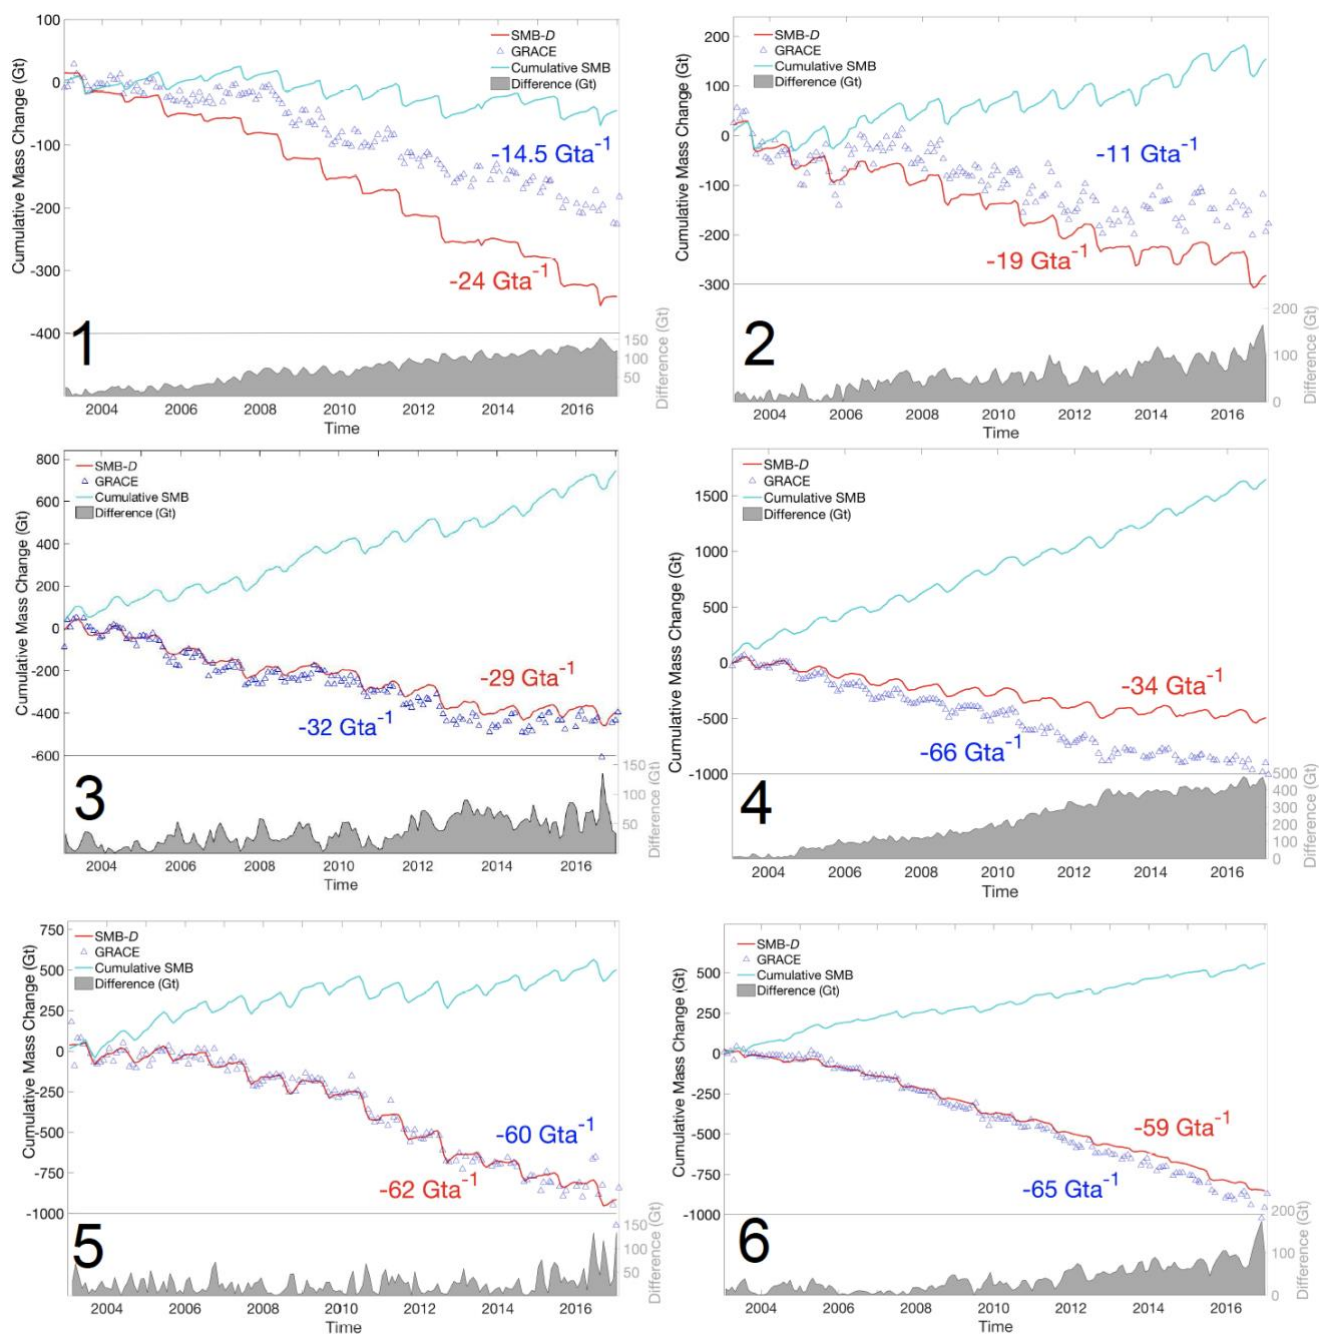 100
0
-100
-200
-300
-400
Cumulative Mass Change (Gt)
SMB-D
GRACE
Cumulative SMB
Difference (Gt)
-14.5 Gta-1
-24 Gta-1
1
150
100
50
Difference (Gt)
2004 2006 2008 2010 2012 2014 2016
Time
200
100
0
-100
-200
-300
Cumulative Mass Change (Gt)
SMB-D
GRACE
Cumulative SMB
Difference (Gt)
-11 Gta-1
-19 Gta-1
2
200
100
0
Difference (Gt)
2004 2006 2008 2010 2012 2014 2016
Time
800
600
400
200
0
-200
-400
-600
Cumulative Mass Change (Gt)
SMB-D
GRACE
Cumulative SMB
Difference (Gt)
-29 Gta-1
-32 Gta-1
3
150
100
50
Difference (Gt)
2004 2006 2008 2010 2012 2014 2016
Time
1500
1000
500
0
-500
-1000
Cumulative Mass Change (Gt)
SMB-D
GRACE
Cumulative SMB
Difference (Gt)
-34 Gta-1
-66 Gta-1
4
500
400
300
200
100
0
Difference (Gt)
2004 2006 2008 2010 2012 2014 2016
Time
750
500
250
0
-250
-500
-750
-1000
Cumulative Mass Change (Gt)
SMB-D
GRACE
Cumulative SMB
Difference (Gt)
-60 Gta-1
-62 Gta-1
5
150
100
50
Difference (Gt)
2004 2006 2008 2010 2012 2014 2016
Time
500
250
0
-250
-500
-750
-1000
Cumulative Mass Change (Gt)
SMB-D
GRACE
Cumulative SMB
Difference (Gt)
-59 Gta-1
-65 Gta-1
6
200
100
0
Difference (Gt)
2004 2006 2008 2010 2012 2014 2016
Time